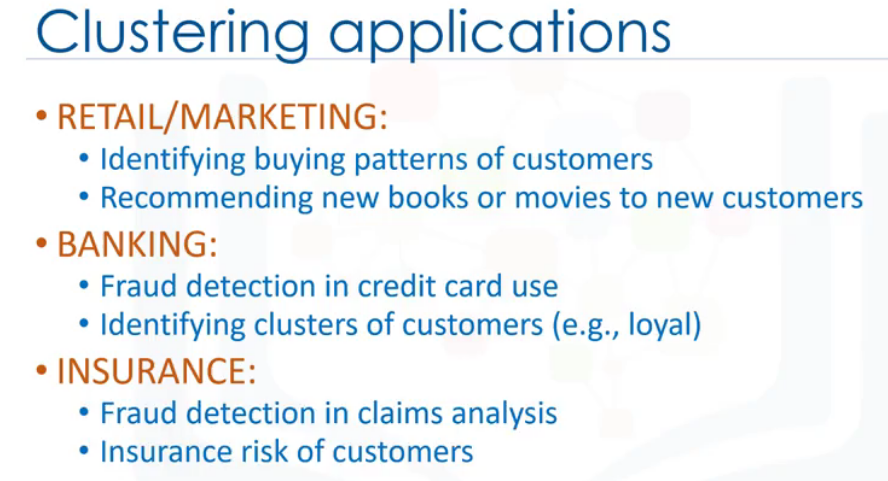 Clustering applications
• RETAIL/MARKETING:
• Identifying buying patterns of customers
• Recommending new books or movies to new customers
• BANKING:
• Fraud detection in credit card use
• Identifying clusters of customers (e.g., loyal)
• INSURANCE:
• Fraud detection in claims analysis
• Insurance risk of customers